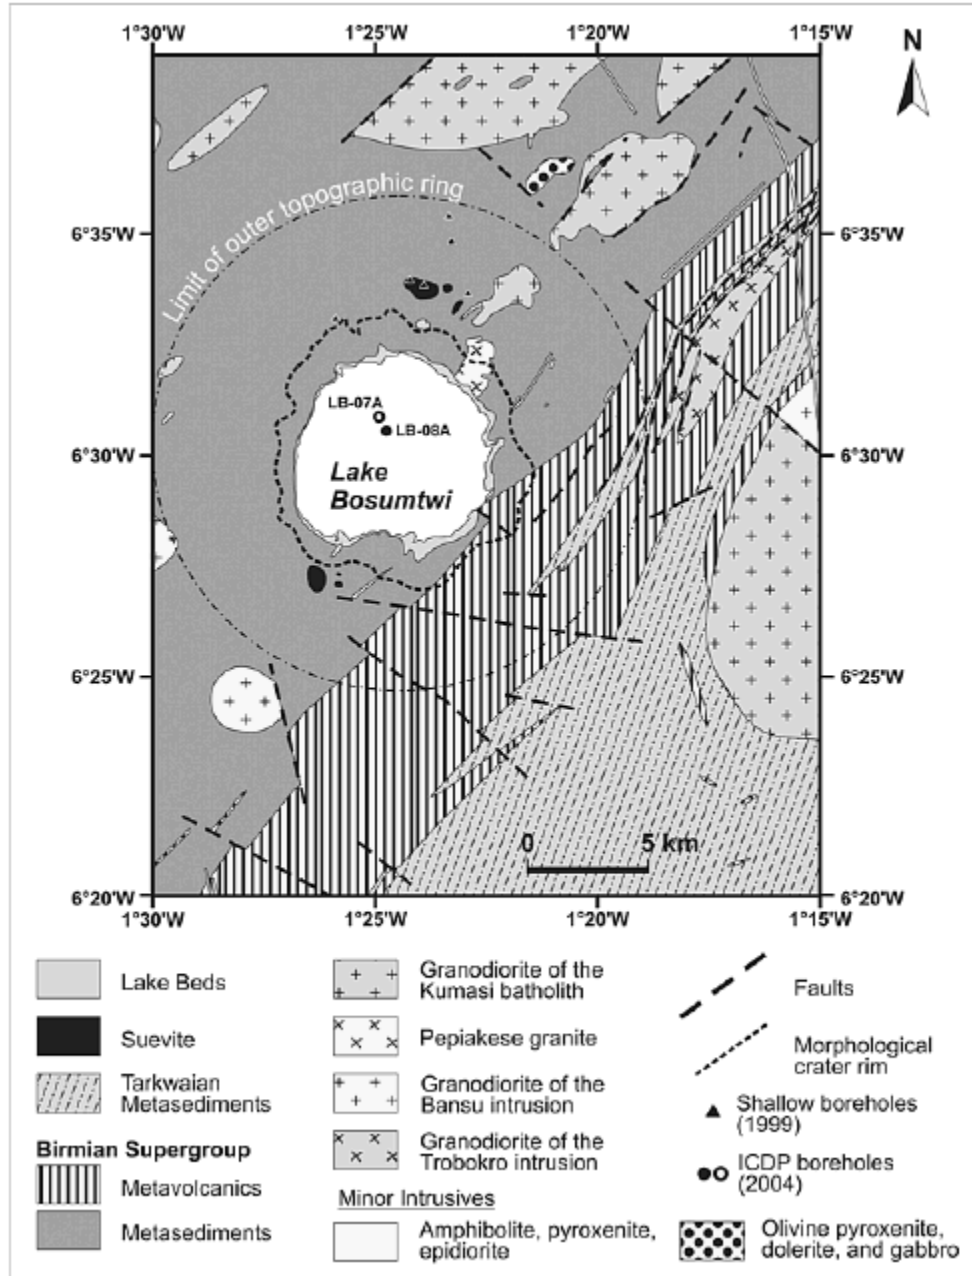 1°30'W
1°25'W
1°20'W
1°15'W
N
Limit of outer topographic ring
6°35'W
6°35'W
LB-07A
LB-08A
6°30'W
6°30'W
Lake
Bosumtwi
6°25'W
6°25'W
0
5 km
6°20'W
6°20'W
1°30'W
1°25'W
1°20'W
1°15'W
Lake Beds
Suevite
Tarkwaian
Metasediments
Birmian Supergroup
Metavolcanics
Metasediments
Granodiorite of the
Kumasi batholith
Pepiakese granite
Granodiorite of the
Bansu intrusion
Granodiorite of the
Trobokro intrusion
Minor Intrusives
Amphibolite, pyroxenite,
epidiorite
Faults
Morphological
crater rim
Shallow boreholes
(1999)
ICDP boreholes
(2004)
Olivine pyroxenite,
dolerite, and gabbro